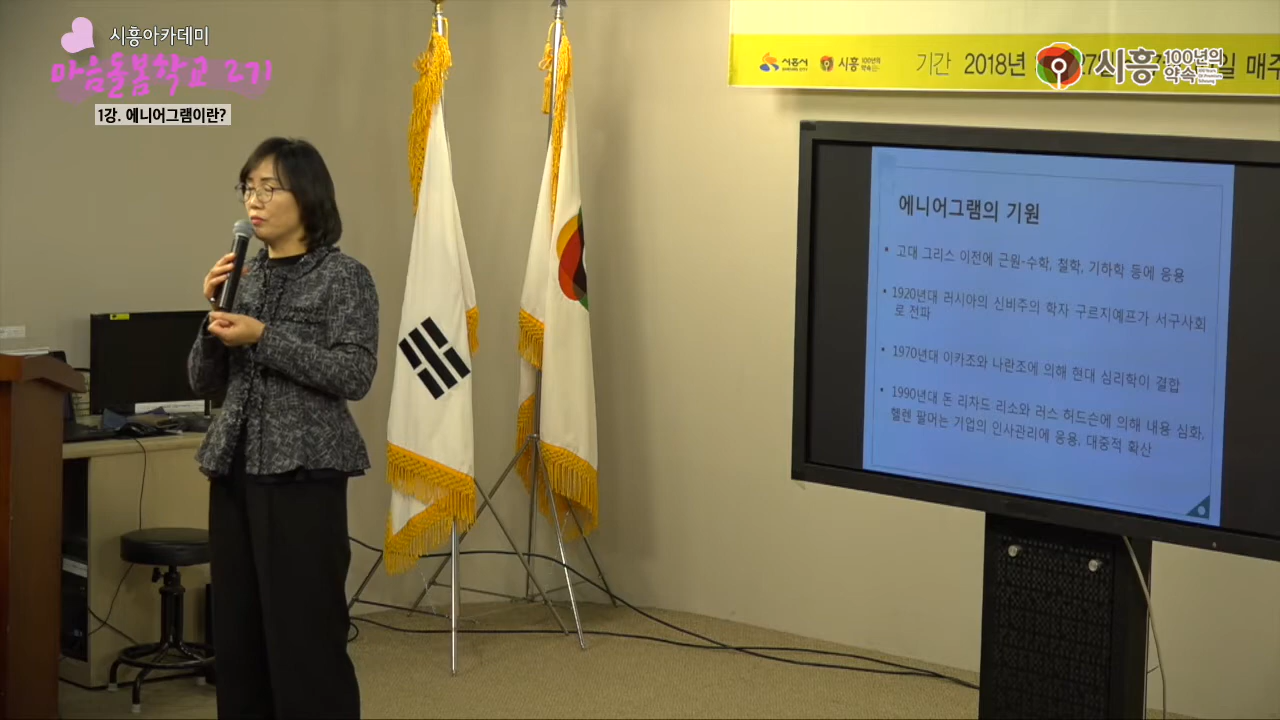 시흥아카데미
마음돌봄학교 2기
1강. 에니어그램이란?
시흥시
시흥 100년의 약속
기간 2018년
매주
시흥 100년의
약속
에니어그램의 기원
• 고대 그리스 이전에 근원-수학, 철학, 기하학 등에 응용
• 1920년대 러시아의 신비주의 학자 구르지예프가 서구사회
로 전파
• 1970년대 이카조와 나란조에 의해 현대 심리학이 결합
• 1990년대 돈 리차드 리소와 러스 허드슨에 의해 내용 심화,
헬렌 팔머는 기업의 인사관리에 응용, 대중적 확산